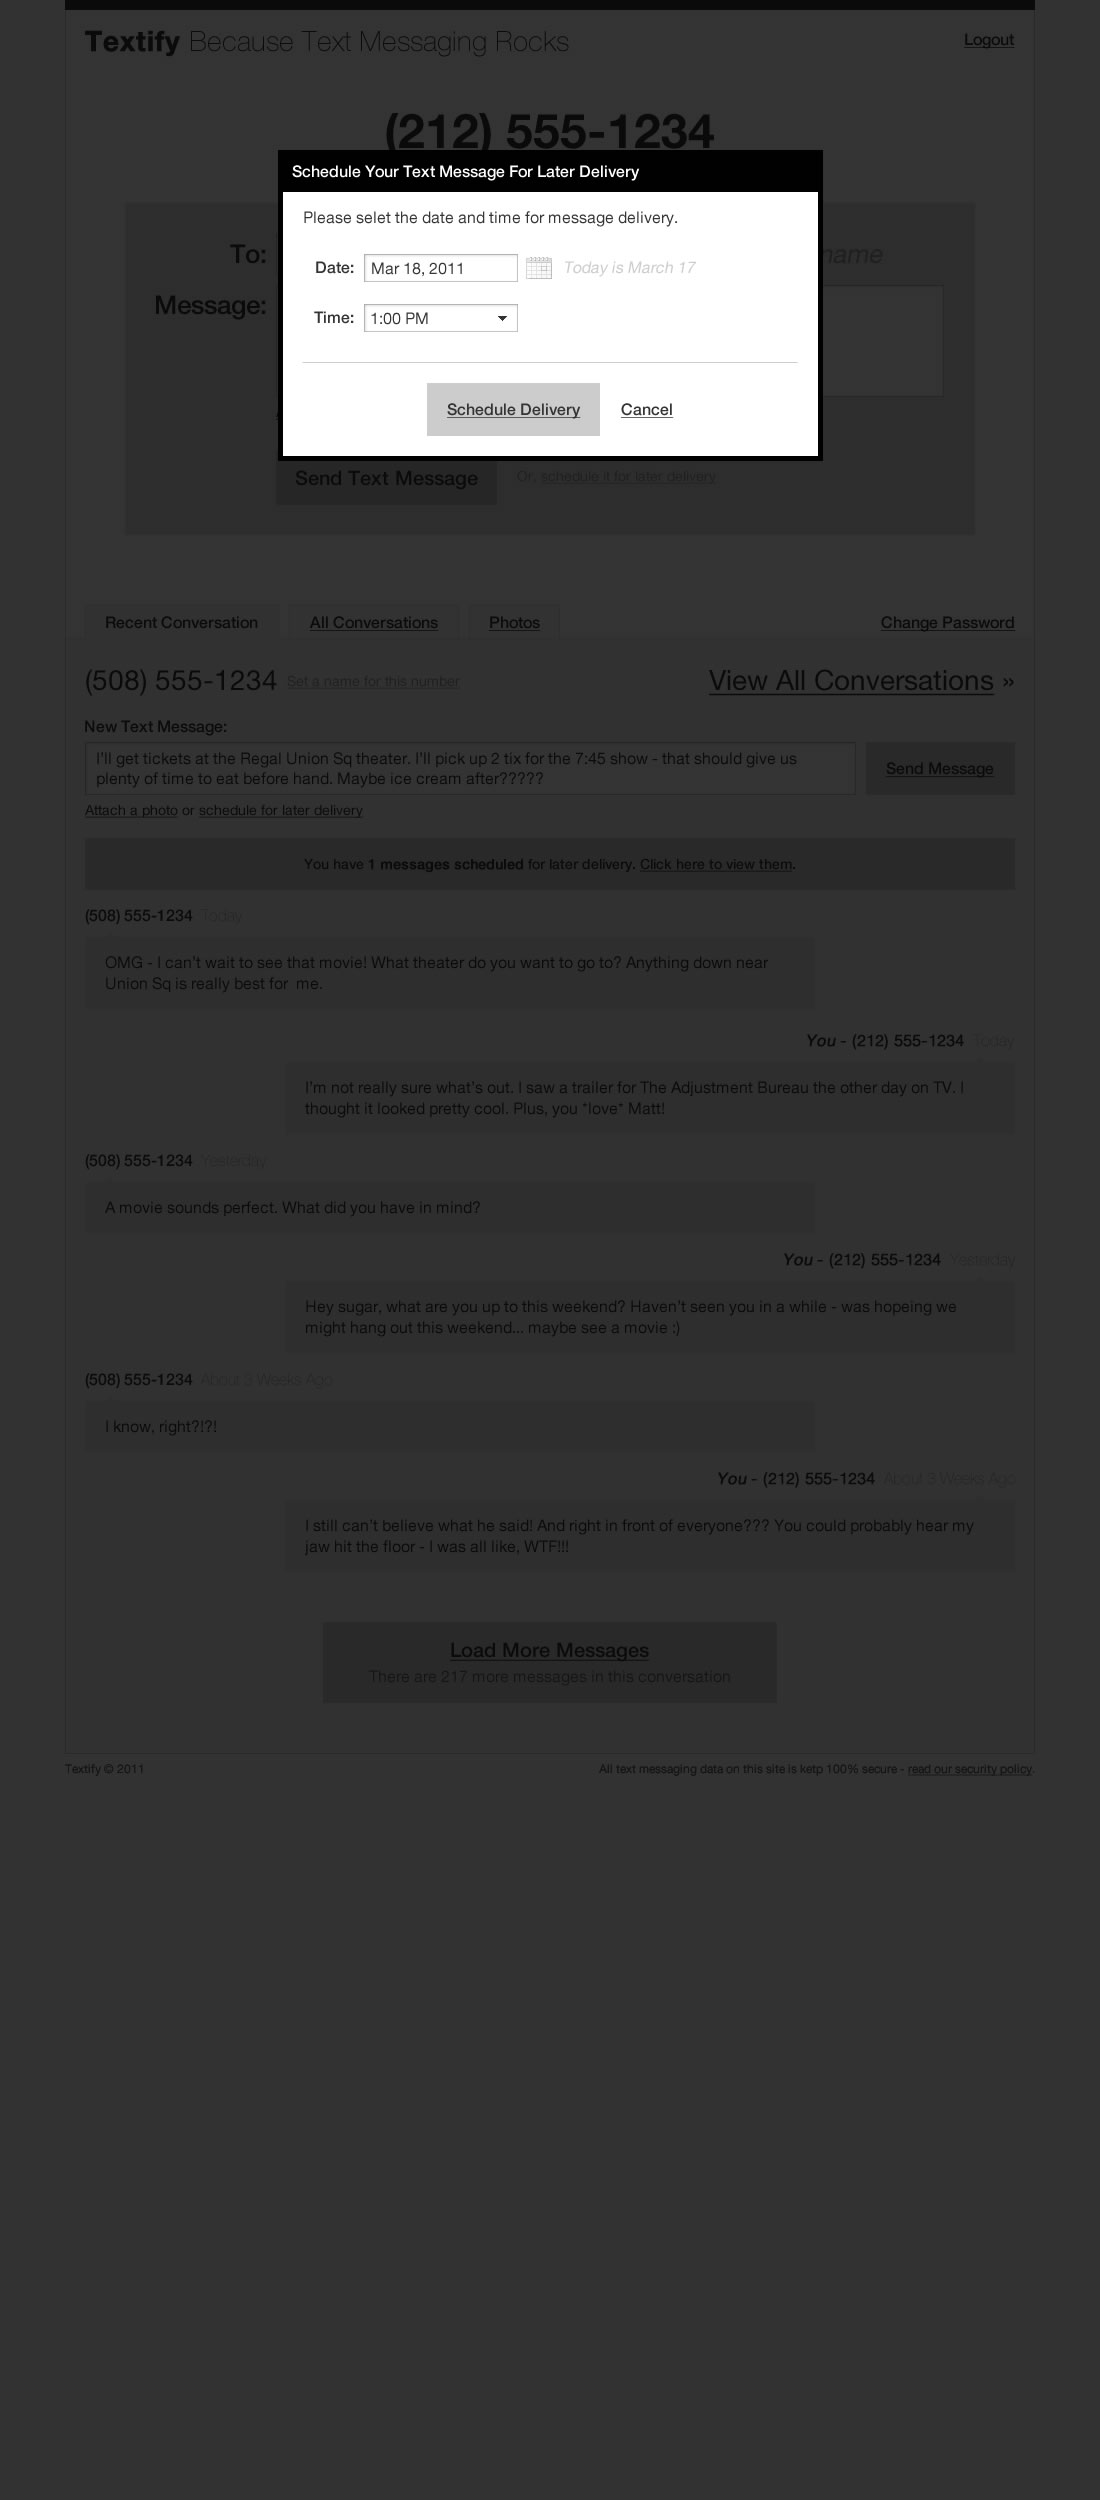 Textify Because Text Messaging Rocks
Logout
(212) 555-1234
Schedule Your Text Message For Later Delivery
Please selet the date and time for message delivery.
Date: Mar 18, 2011 Today is March 17
Time: 1:00 PM
Schedule Delivery Cancel
To: name
Message:
Send Text Message Or, schedule it for later delivery
Recent Conversation All Conversations Photos Change Password
(508) 555-1234 Set a name for this number View All Conversations »
New Text Message:
I'll get tickets at the Regal Union Sq theater. I'll pick up 2 tix for the 7:45 show - that should give us
plenty of time to eat before hand. Maybe ice cream after?????
Send Message
Attach a photo or schedule for later delivery
You have 1 messages scheduled for later delivery. Click here to view them.
(508) 555-1234 Today
OMG - I can't wait to see that movie! What theater do you want to go to? Anything down near
Union Sq is really best for  me.
You - (212) 555-1234 Today
I'm not really sure what's out. I saw a trailer for The Adjustment Bureau the other day on TV. I
thought it looked pretty cool. Plus, you *love* Matt!
(508) 555-1234 Yesterday
A movie sounds perfect. What did you have in mind?
You - (212) 555-1234 Yesterday
Hey sugar, what are you up to this weekend? Haven't seen you in a while - was hopeing we
might hang out this weekend... maybe see a movie :)
(508) 555-1234 About 3 Weeks Ago
I know, right?!?!
You - (212) 555-1234 About 3 Weeks Ago
I still can't believe what he said! And right in front of everyone??? You could probably hear my
jaw hit the floor - I was all like, WTF!!!
Load More Messages
There are 217 more messages in this conversation
Textify © 2011
All text messaging data on this site is ketp 100% secure - read our security policy.